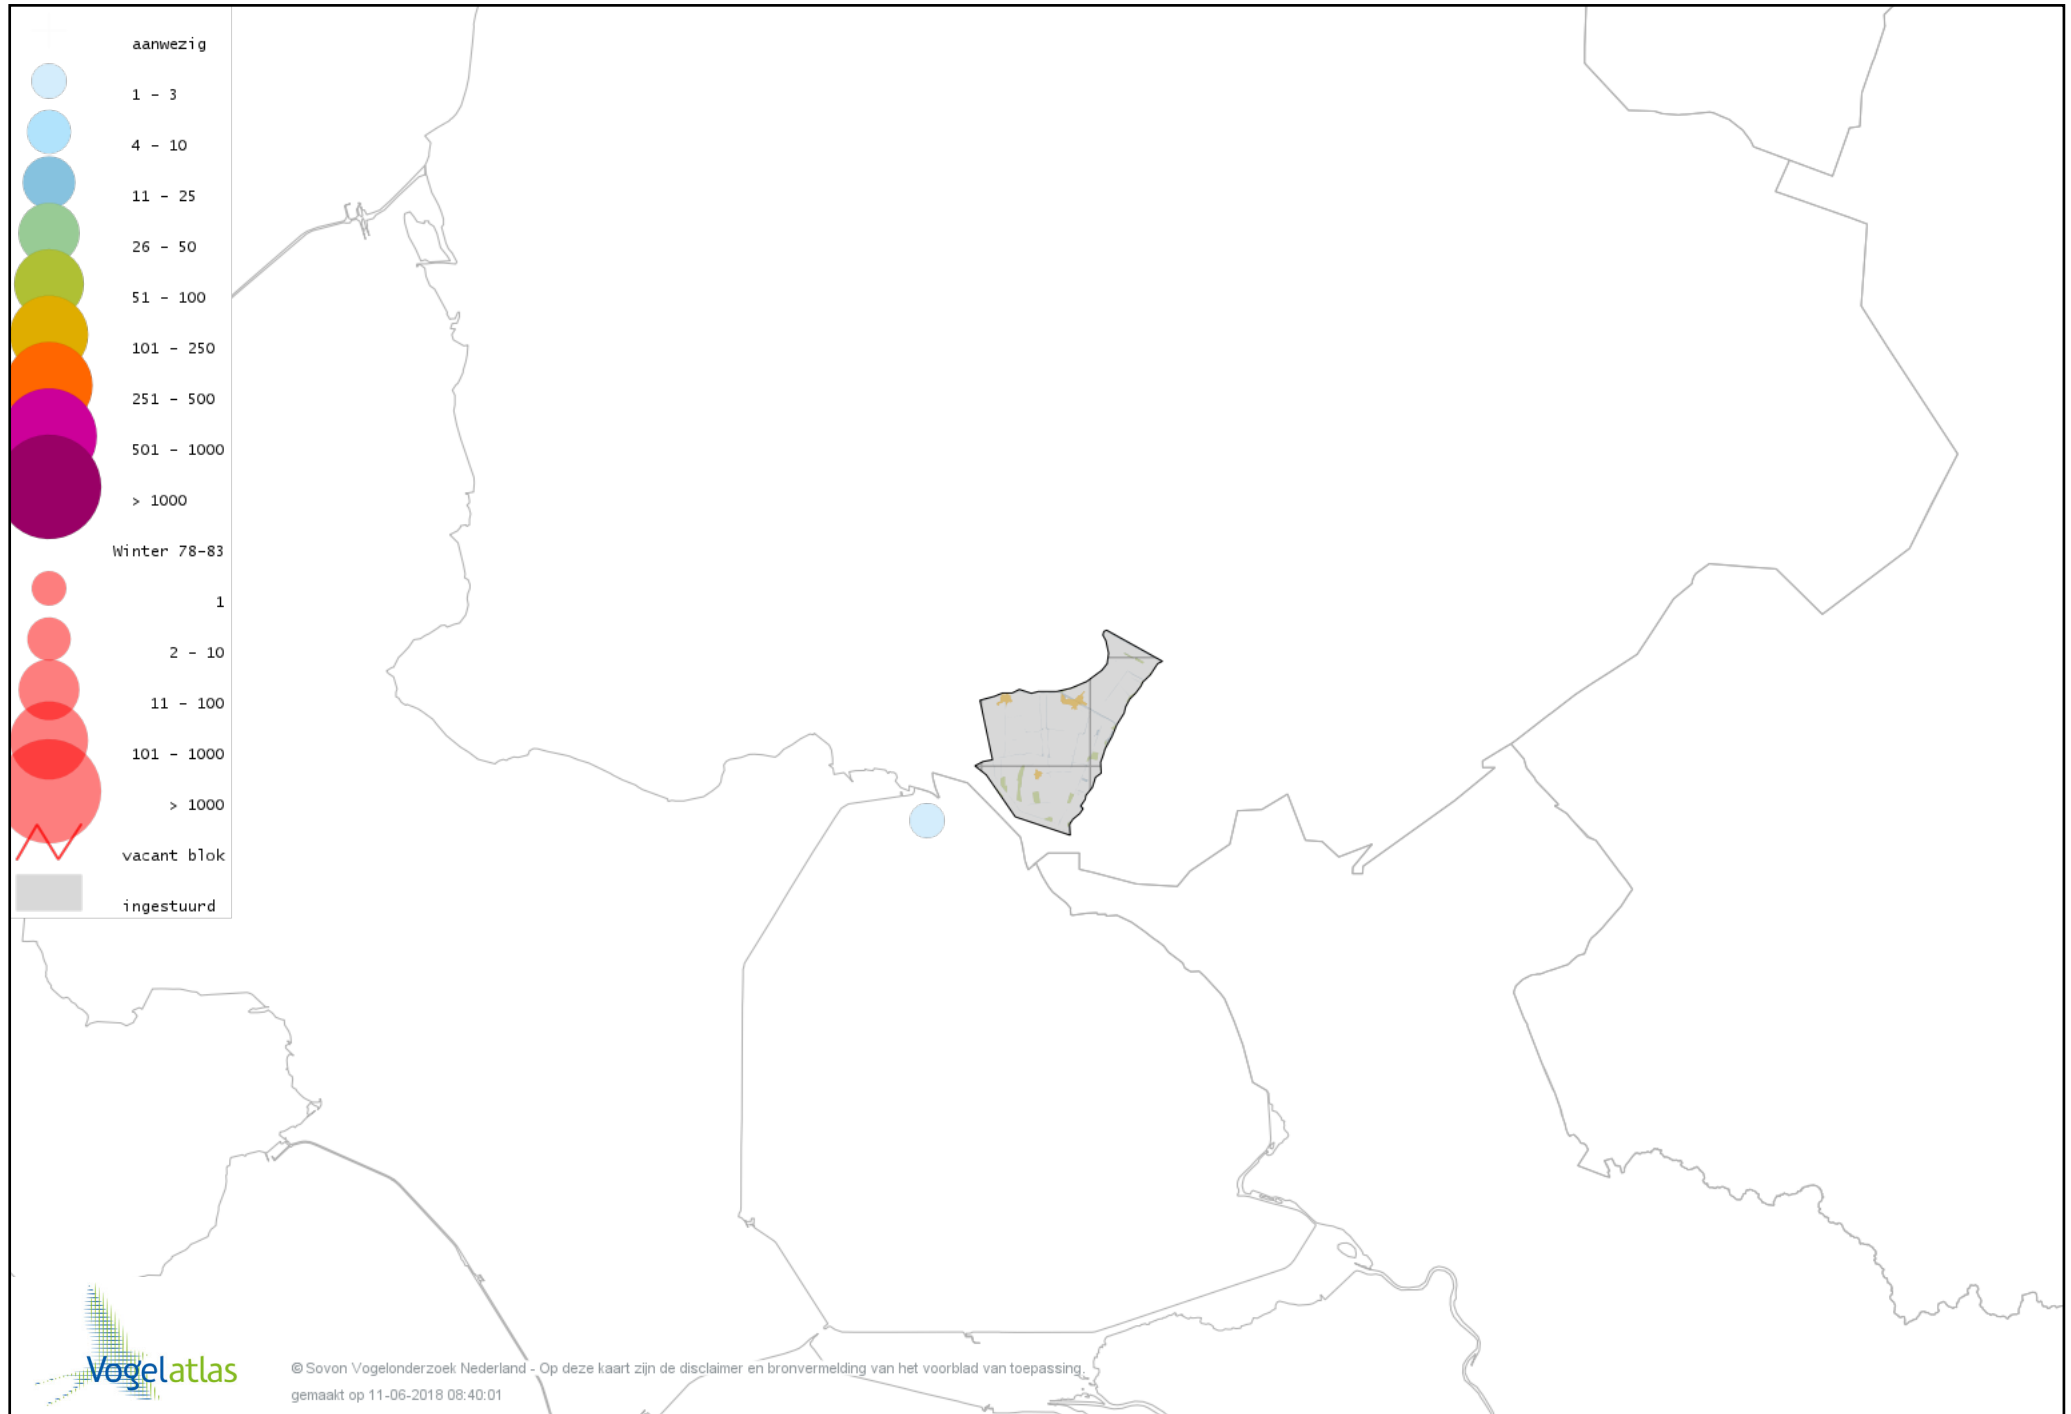 aanwezig
1 - 3
4 - 10
11 - 25
26 - 50
51 - 100
101 - 250
251 - 500
501 - 1000
> 1000
Winter 78-83
1
2 - 10
11 - 100
101 - 1000
> 1000
vacant blok
ingestuurd
Vogelatlas
© Sovon Vogelonderzoek Nederland - Op deze kaart zijn de disclaimer en bronvermelding van het voorblad van toepassing.
gemaakt op 11-06-2018 08:40:01